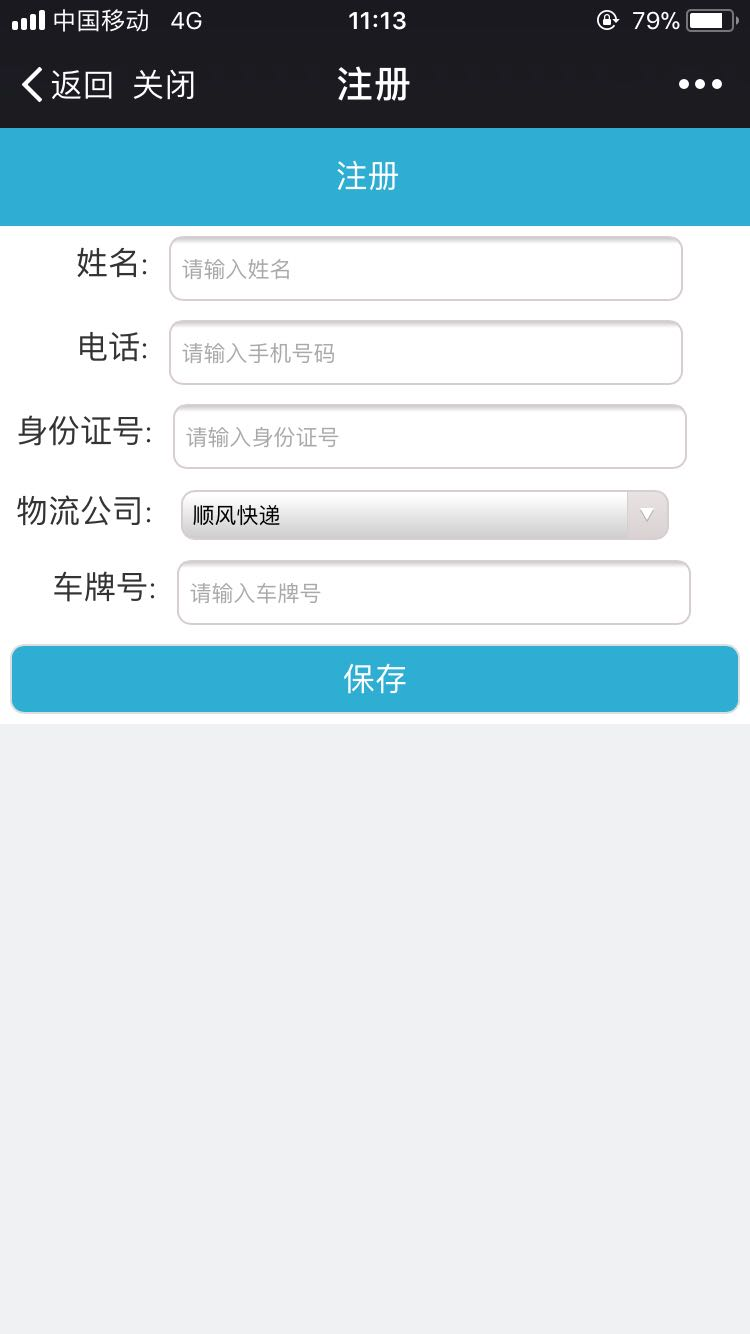 中国移动 4G 11:13 79%
返回 关闭 注册
注册
姓名: 请输入姓名
电话: 请输入手机号码
身份证号: 请输入身份证号
物流公司: 顺风快递
车牌号: 请输入车牌号
保存